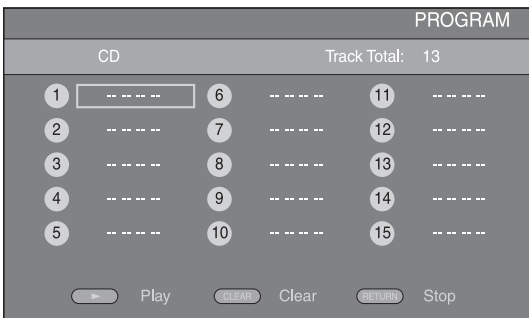 PROGRAM
CD Track Total: 13
1 -- -- -- -- 6 -- -- -- -- 11 -- -- -- --
2 -- -- -- -- 7 -- -- -- -- 12 -- -- -- --
3 -- -- -- -- 8 -- -- -- -- 13 -- -- -- --
4 -- -- -- -- 9 -- -- -- -- 14 -- -- -- --
5 -- -- -- -- 10 -- -- -- -- 15 -- -- -- --
Play CLEAR Clear RETURN Stop